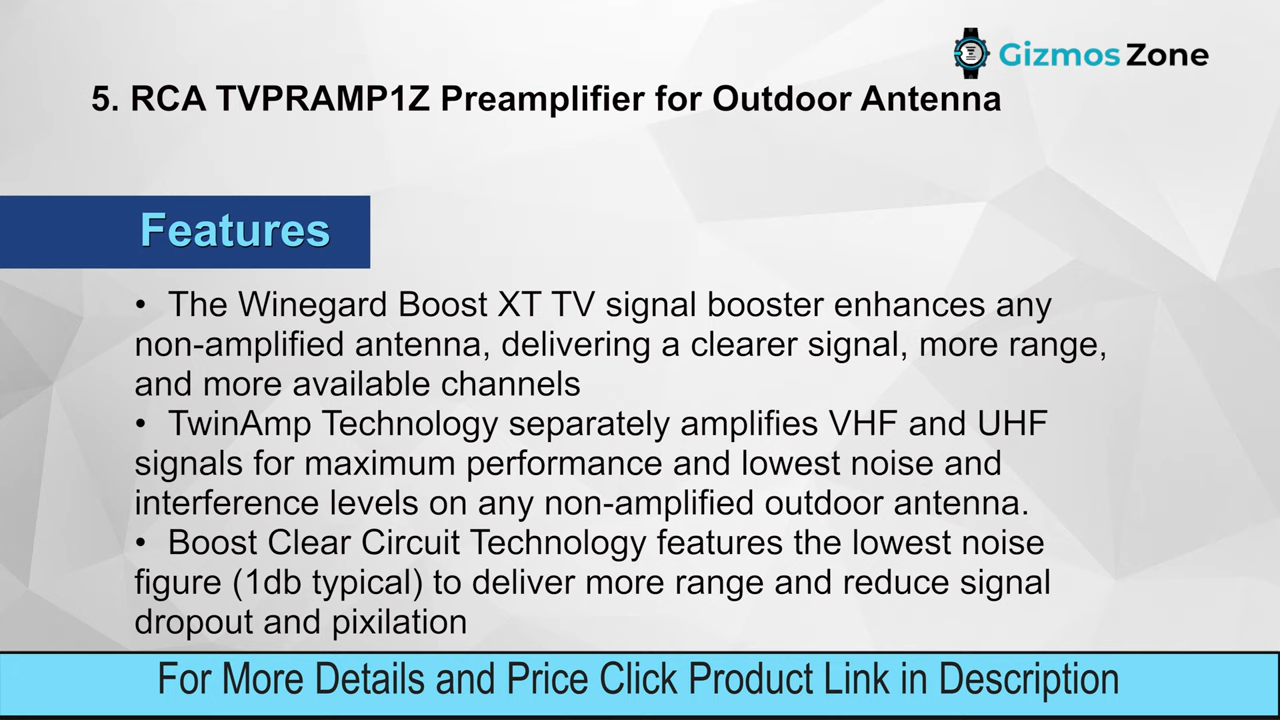 Gizmos Zone
5. RCA TVPRAMP1Z Preamplifier for Outdoor Antenna
Features
• The Winegard Boost XT TV signal booster enhances any
non-amplified antenna, delivering a clearer signal, more range,
and more available channels
• TwinAmp Technology separately amplifies VHF and UHF
signals for maximum performance and lowest noise and
interference levels on any non-amplified outdoor antenna.
• Boost Clear Circuit Technology features the lowest noise
figure (1db typical) to deliver more range and reduce signal
dropout and pixilation
For More Details and Price Click Product Link in Description